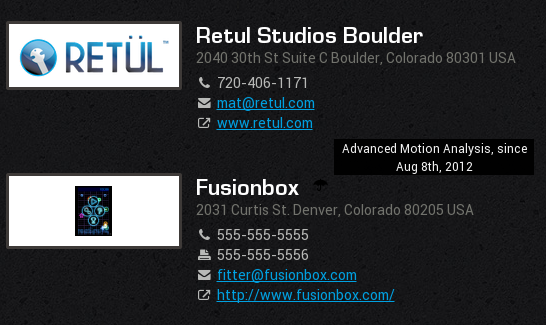 RETÜL™
Retul Studios Boulder
2040 30th St Suite C Boulder, Colorado 80301 USA
720-406-1171
mat@retul.com
www.retul.com
Advanced Motion Analysis, since
Aug 8th, 2012
Fusionbox
2031 Curtis St. Denver, Colorado 80205 USA
555-555-5555
555-555-5556
fitter@fusionbox.com
http://www.fusionbox.com/